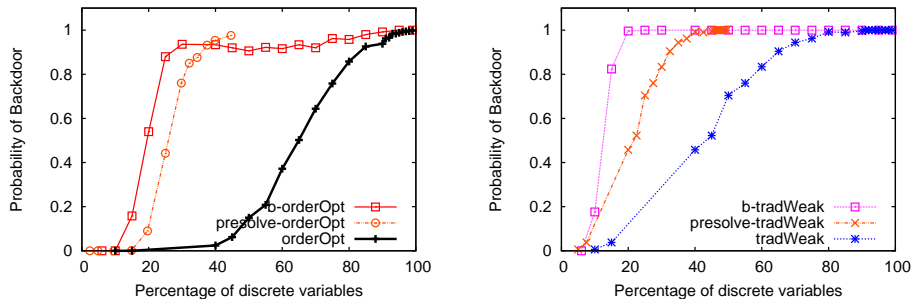 1
0.8
0.6
0.4
0.2
0
0 20 40 60 80 100
Probability of Backdoor
Percentage of discrete variables
b-orderOpt
presolve-orderOpt
orderOpt
1
0.8
0.6
0.4
0.2
0
0 20 40 60 80 100
Probability of Backdoor
Percentage of discrete variables
b-tradWeak
presolve-tradWeak
tradWeak